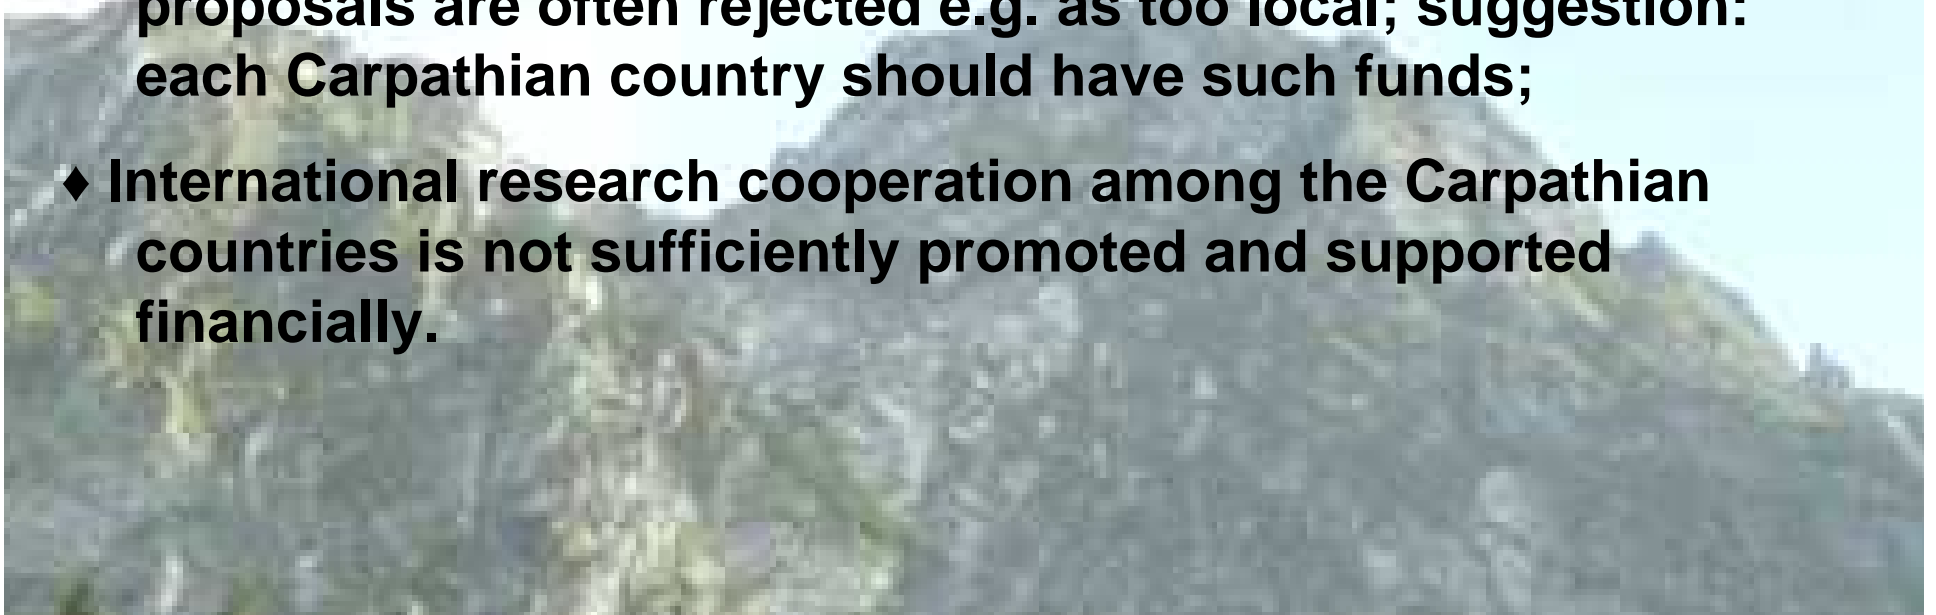 proposals are often rejected e.g. as too local; suggestion:
each Carpathian country should have such funds;
♦ International research cooperation among the Carpathian
countries is not sufficiently promoted and supported
financially.